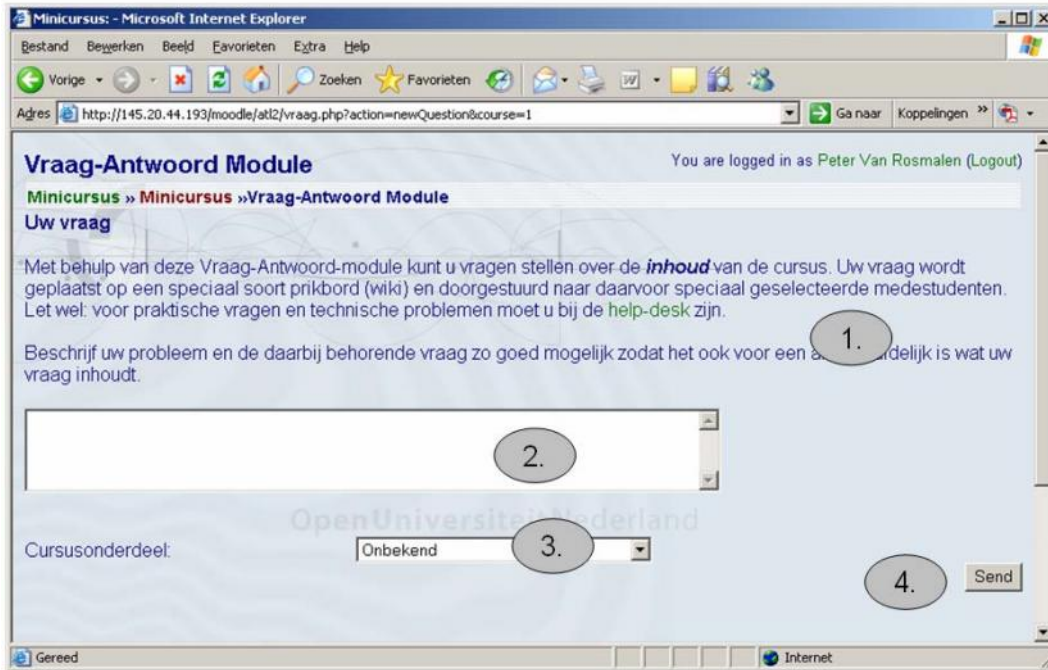 Minicursus: - Microsoft Internet Explorer
Bestand Bewerken Beeld Favorieten Extra Help
Vorige Zoeken Favorieten
Adres http://145.20.44.193/moodle/atl2/vraag.php?action=newQuestion&course=1 Ga naar Koppelingen »
Vraag-Antwoord Module You are logged in as Peter Van Rosmalen (Logout)
Minicursus » Minicursus »Vraag-Antwoord Module
Uw vraag
Met behulp van deze Vraag-Antwoord-module kunt u vragen stellen over de inhoud van de cursus. Uw vraag wordt
geplaatst op een speciaal soort prikbord (wiki) en doorgestuurd naar daarvoor speciaal geselecteerde medestudenten.
Let wel: voor praktische vragen en technische problemen moet u bij de help-desk zijn.
1.
Beschrijf uw probleem en de daarbij behorende vraag zo goed mogelijk zodat het ook voor een is wat uw
vraag inhoudt.
2.
OpenUniversiteitNederland
Cursusonderdeel: Onbekend 3.
4. Send
Gereed Internet